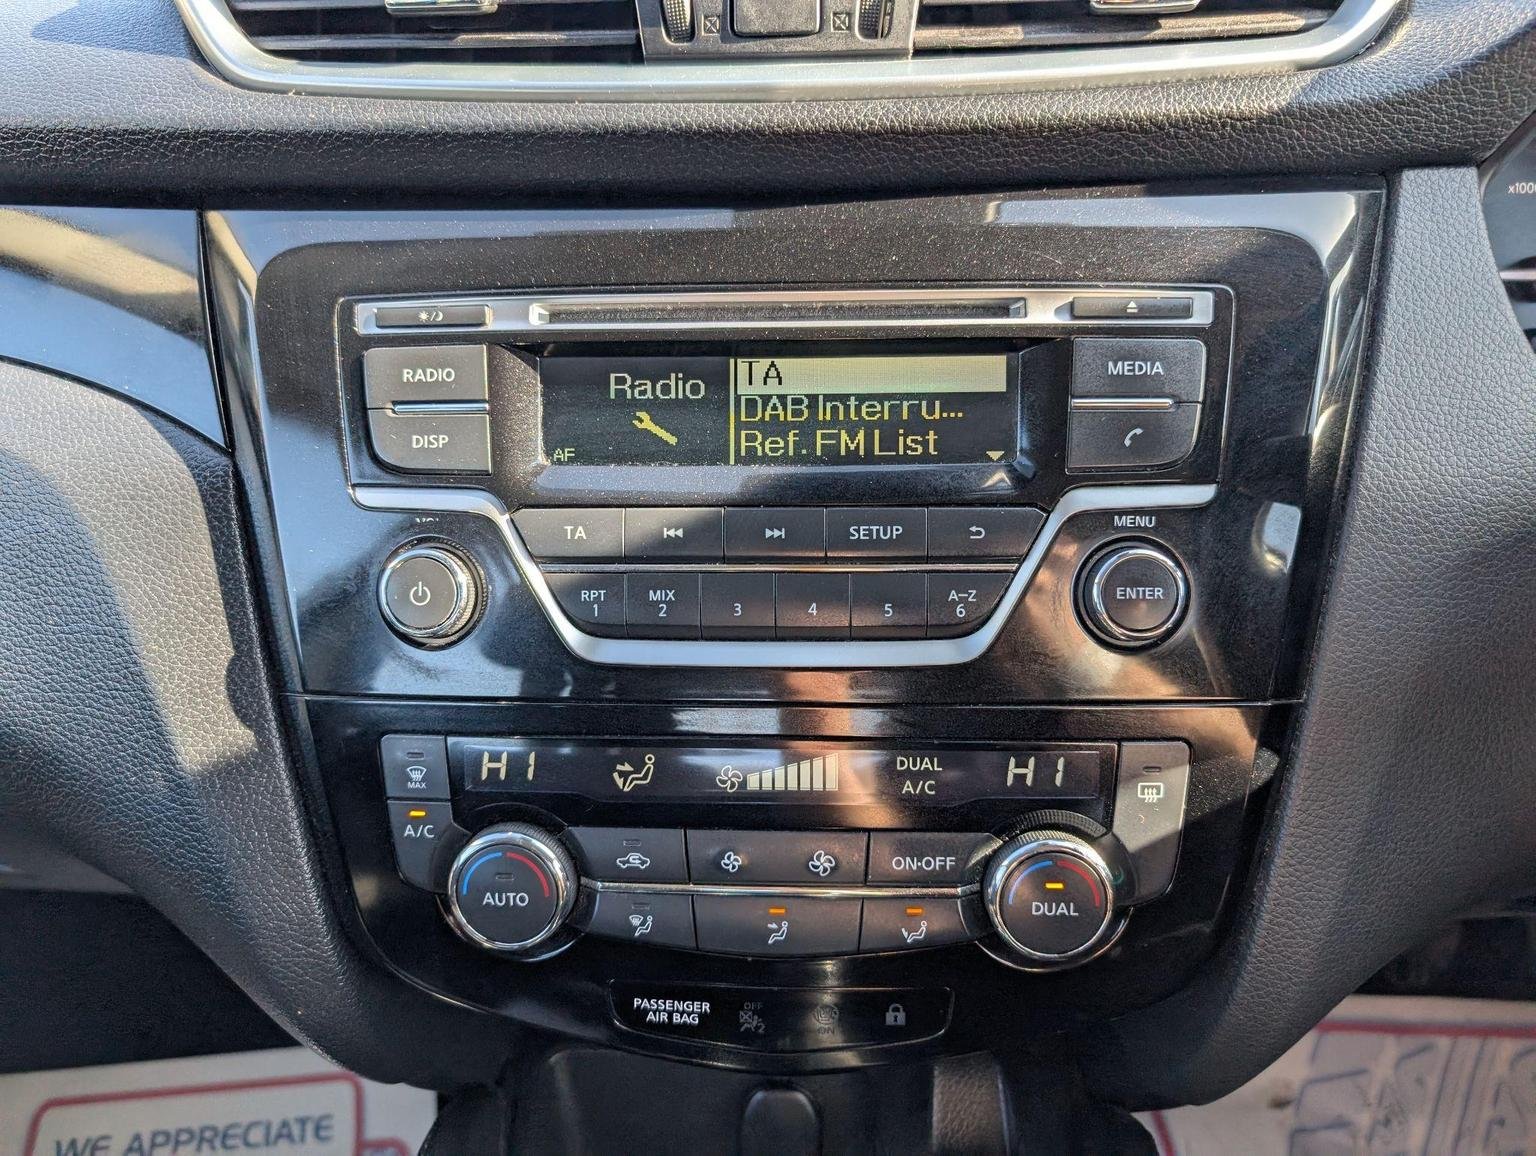 x1000
RADIO
DISP
Radio
AF
TA
DAB Interru...
Ref. FM List
MEDIA
TA
SETUP
MENU
ENTER
RPT
1
MIX
2
3
4
5
A–Z
6
HI
DUAL
A/C
HI
MAX
A/C
AUTO
ON·OFF
DUAL
PASSENGER
AIR BAG
OFF
2
ON
WE APPRECIATE